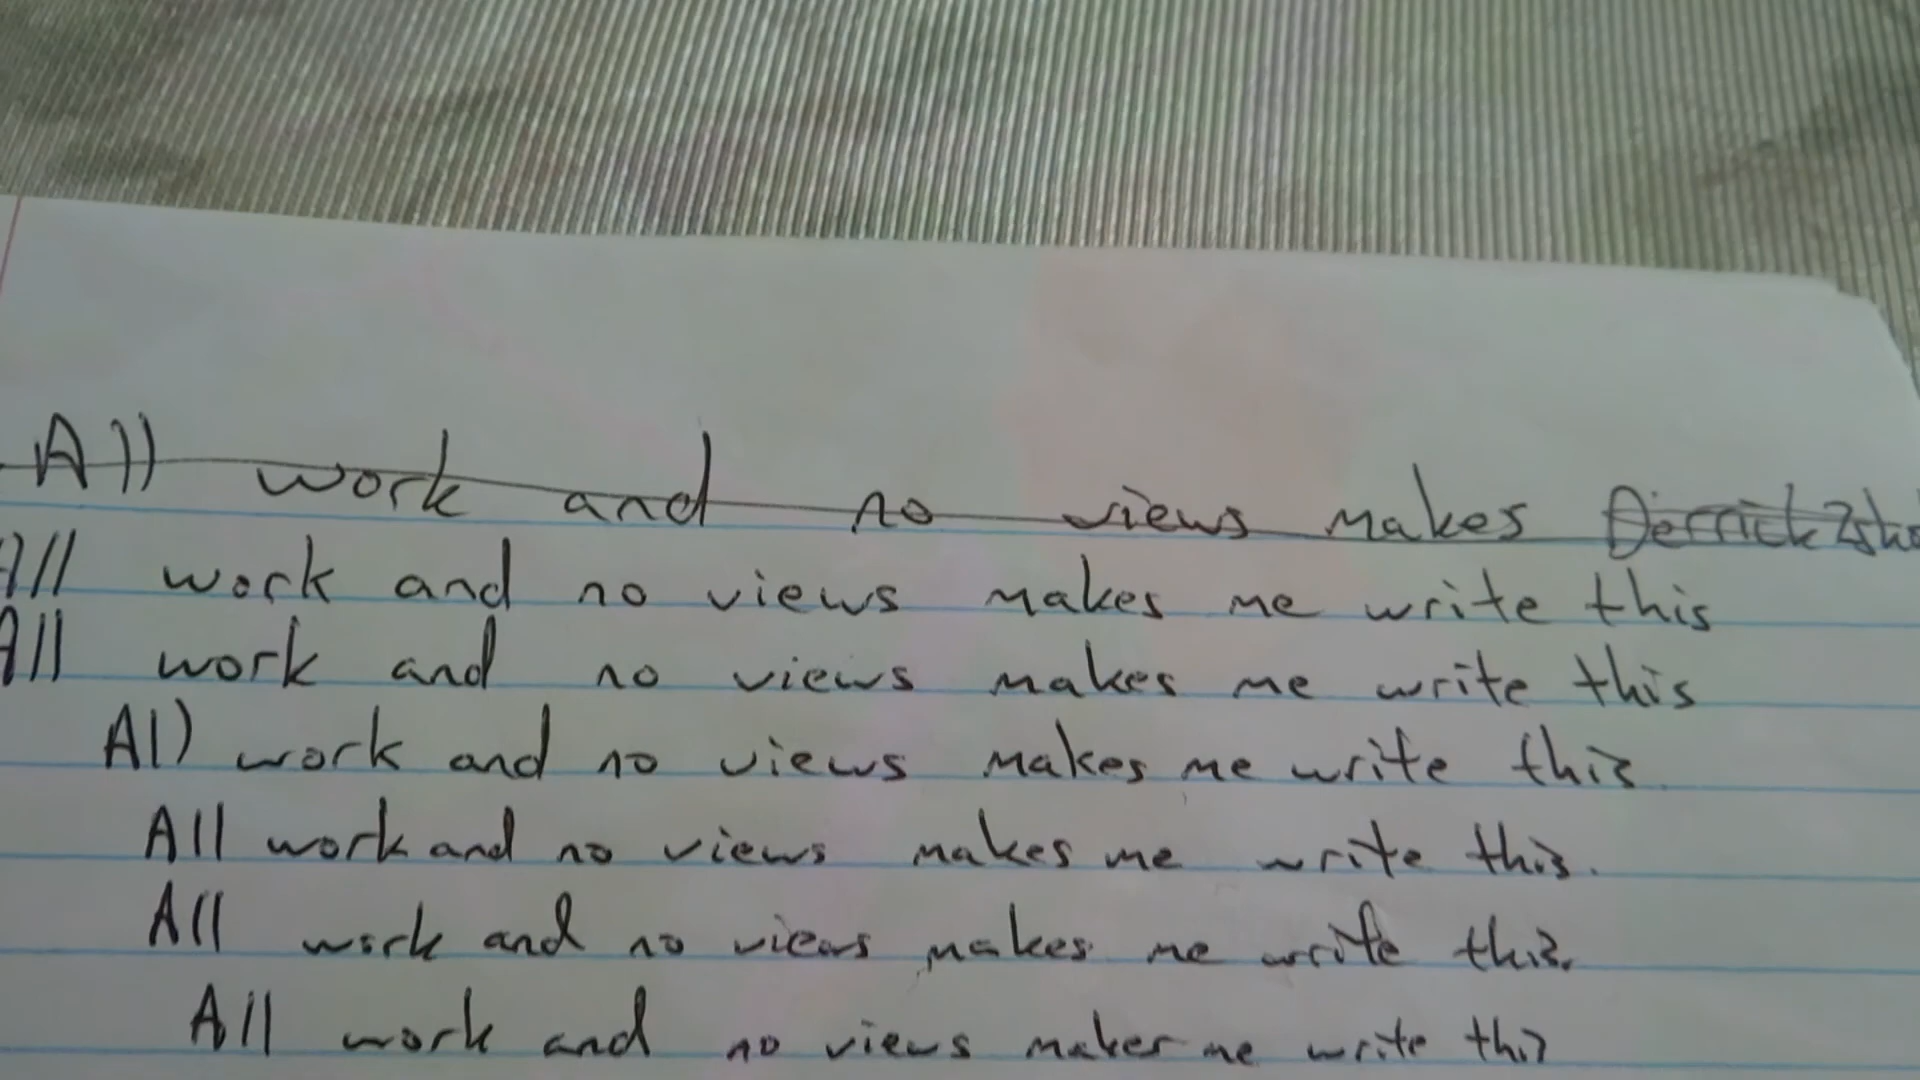 All work and no views makes Derrick
All work and no views makes me write this
All work and no views makes me write this
All work and no views makes me write this
All work and no views makes me write this.
All work and no views makes me write this.
All work and no views makes me write this